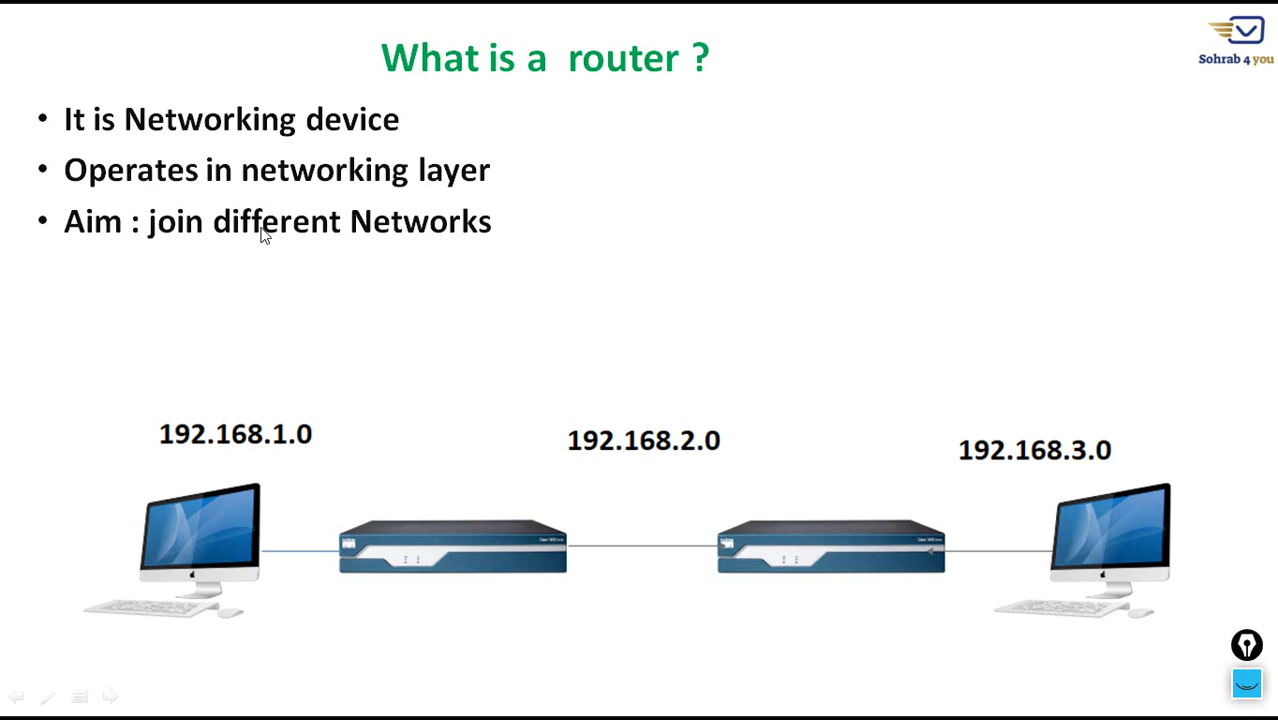 What is a router ?
Sohrab 4 you
• It is Networking device
• Operates in networking layer
• Aim : join different Networks
192.168.1.0
192.168.2.0
192.168.3.0